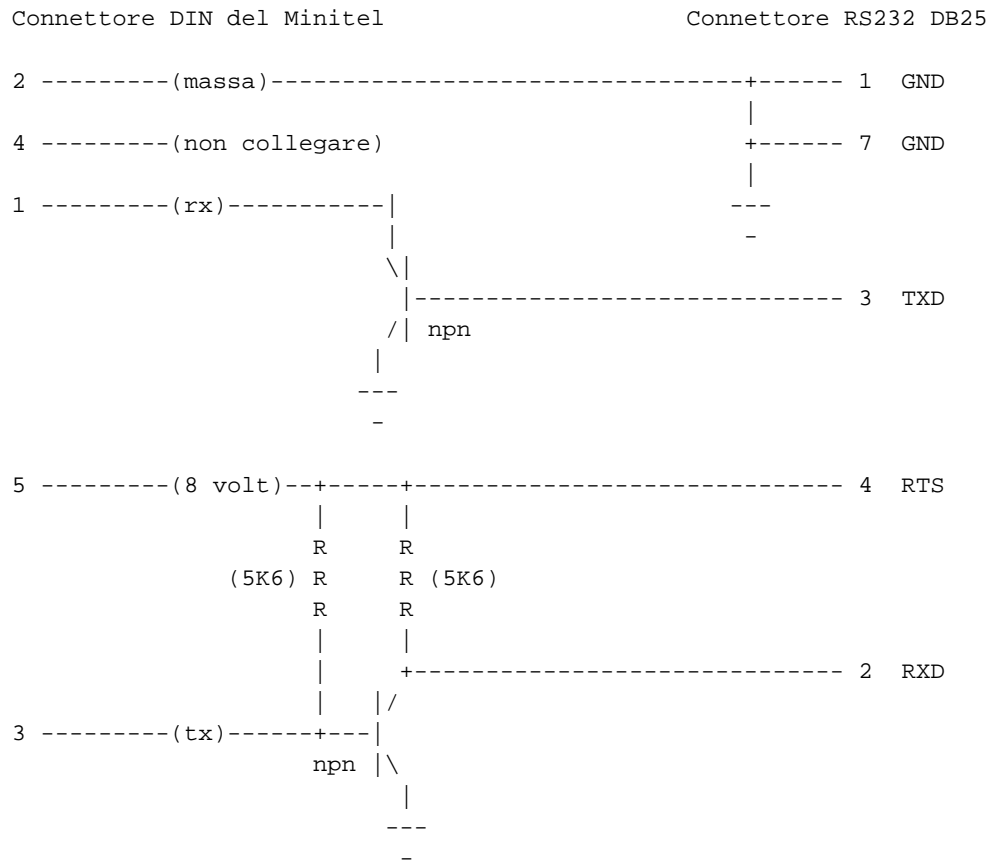 Connettore DIN del Minitel Connettore RS232 DB25
2 ---------(massa)---------------------------------+------ 1 GND
|
4 ---------(non collegare) +------ 7 GND
|
1 ---------(rx)-----------| ---
| -
\|
|------------------------------ 3 TXD
/| npn
|
---
-
5 ---------(8 volt)--+-----+------------------------------ 4 RTS
| |
R R
(5K6) R R (5K6)
R R
| |
| +------------------------------ 2 RXD
| |/
3 ---------(tx)------+---|
npn |\
|
---
-